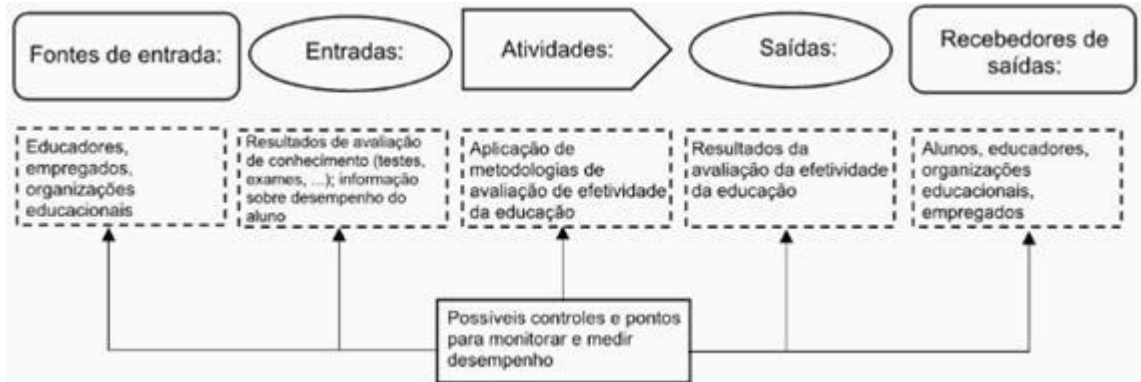 Fontes de entrada:
Entradas:
Atividades:
Saídas:
Recebedores de
saídas:
Educadores,
empregados,
organizações
educacionais
Resultados de avaliação
de conhecimento (testes,
exames, ...); informação
sobre desempenho do
aluno
Aplicação de
metodologias de
avaliação de efetividade
da educação
Resultados da
avaliação da efetividade
da educação
Alunos, educadores,
organizações
educacionais,
empregados
Possíveis controles e pontos
para monitorar e medir
desempenho